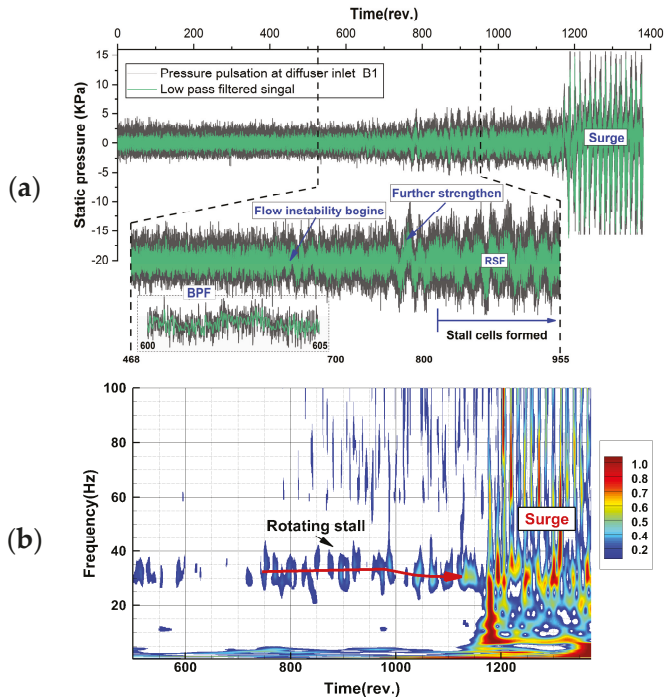 Time(rev.)
0 200 400 600 800 1000 1200 1400
15
10
5
0
-5
-10
-15
-20
Static pressure (KPa)
Pressure pulsation at diffuser inlet B1
Low pass filtered singal
Surge
(a)
Further strengthen
Flow inetability bogine
RSF
BPF
600 605
Stall cells formed
468 700 800 955
100
80
60
40
20
Frequency(Hz)
(b)
Rotating stall
Surge
1.0
0.8
0.7
0.6
0.5
0.4
0.3
0.2
600 800 1000 1200
Time(rev.)